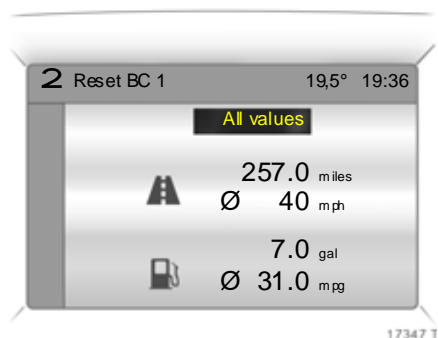 2 Reset BC 1 19,5° 19:36
All values
257.0 miles
Ø 40 mph
7.0 gal
Ø 31.0 mpg
17347 T